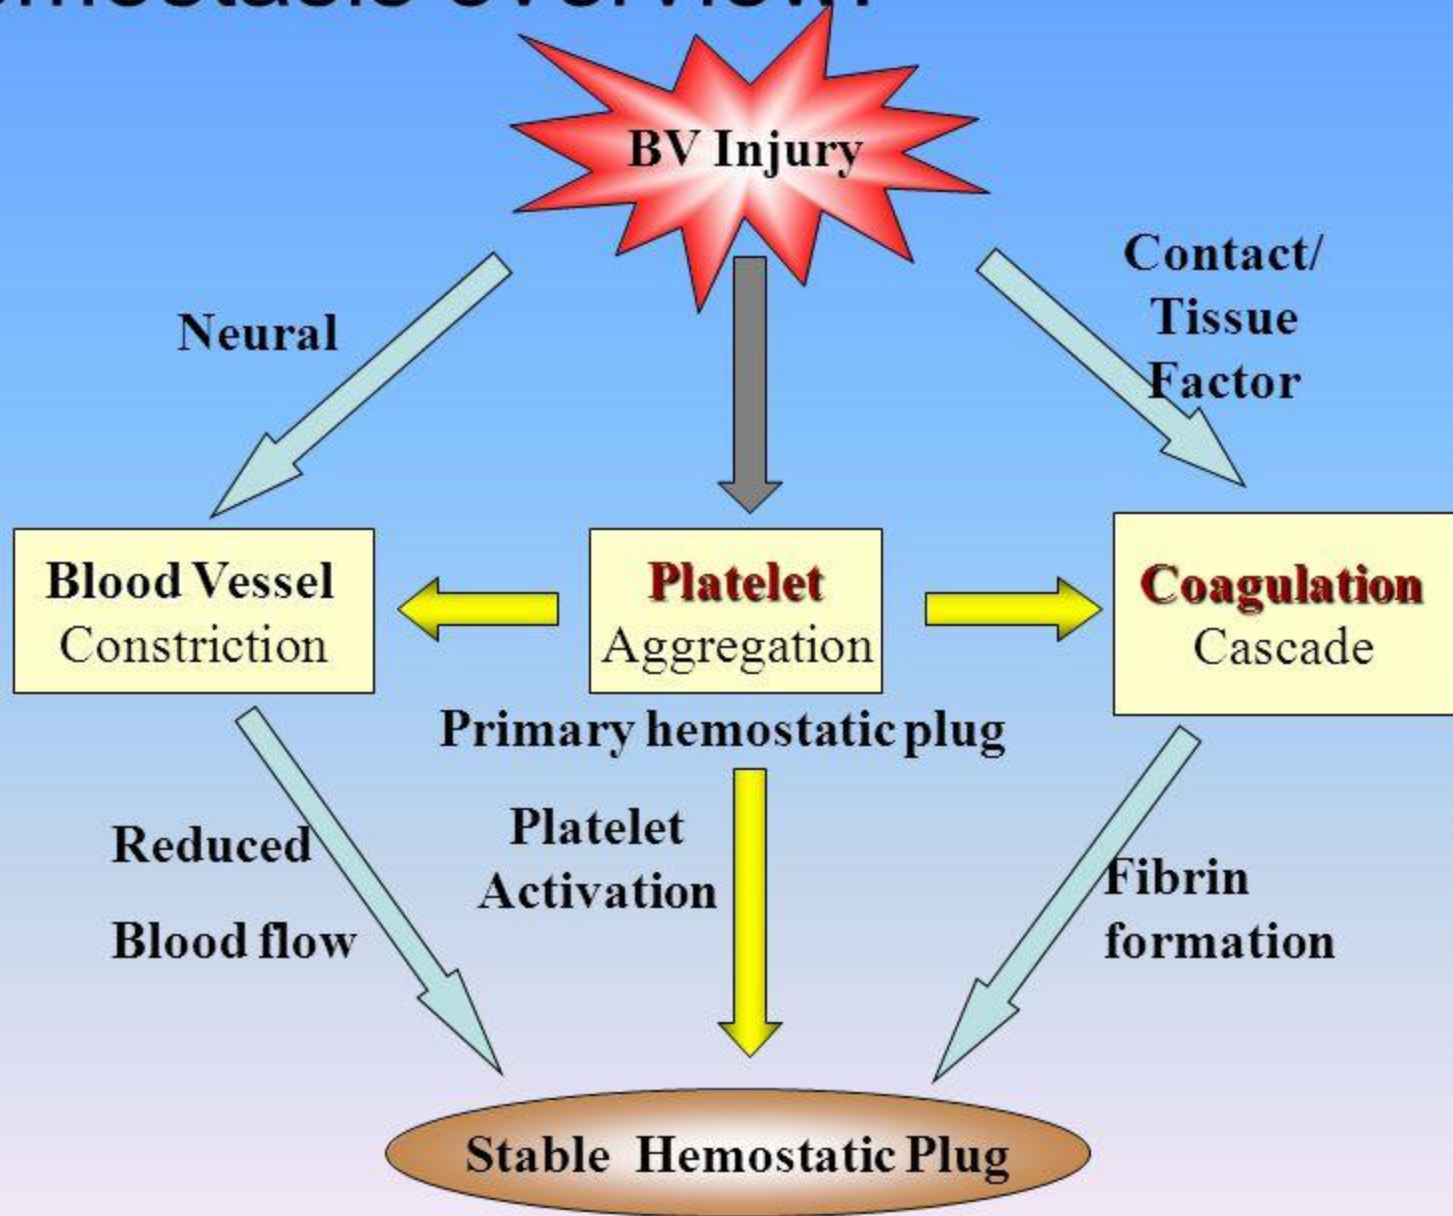 BV Injury
Neural
Contact/
Tissue
Factor
Blood Vessel
Constriction
Platelet
Aggregation
Coagulation
Cascade
Primary hemostatic plug
Reduced
Blood flow
Platelet
Activation
Fibrin
formation
Stable Hemostatic Plug